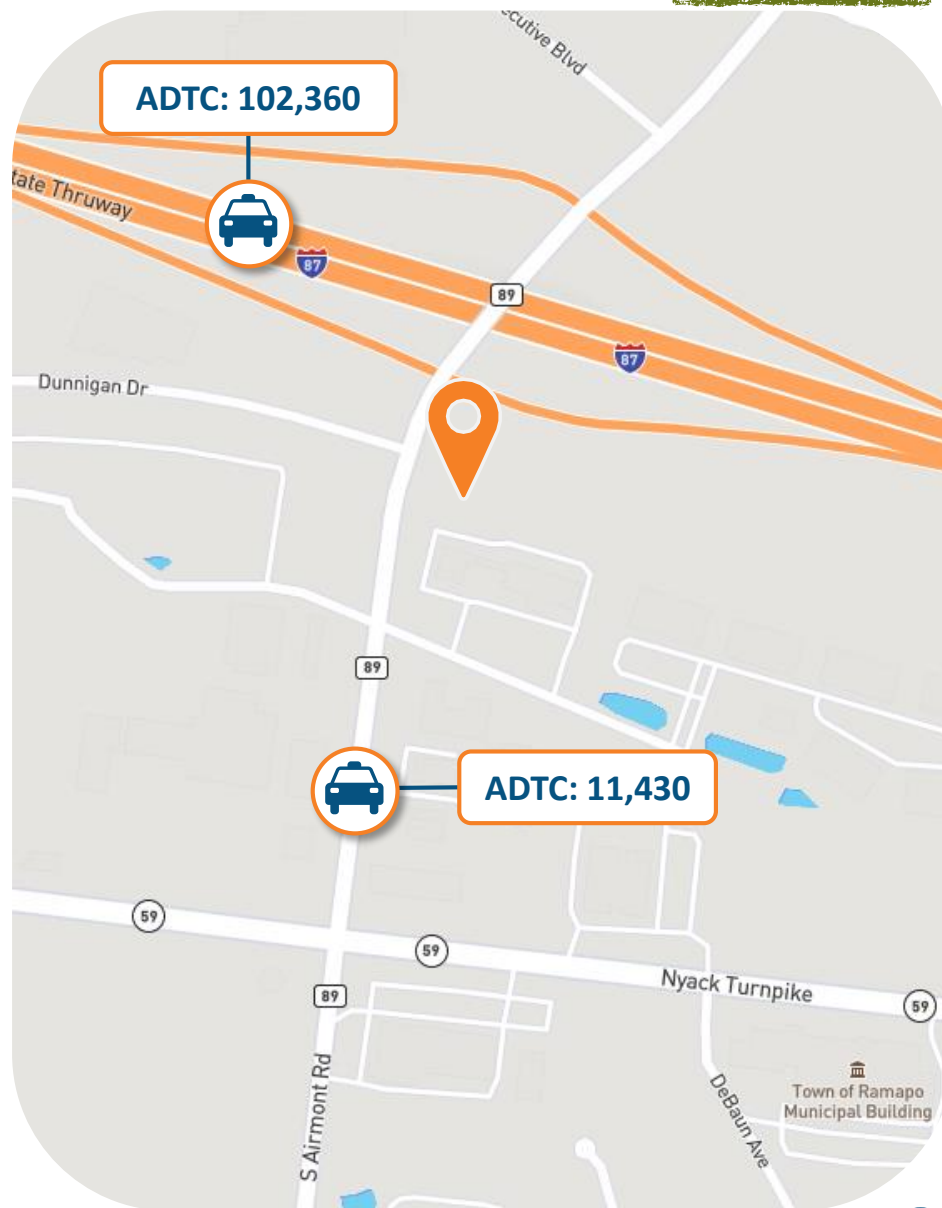 ecutive Blvd
ADTC: 102,360
tate Thruway
87
89
87
Dunnigan Dr
89
ADTC: 11,430
59
59
Nyack Turnpike
89
59
Town of Ramapo
Municipal Building
S Airmont Rd
DeBaun Ave